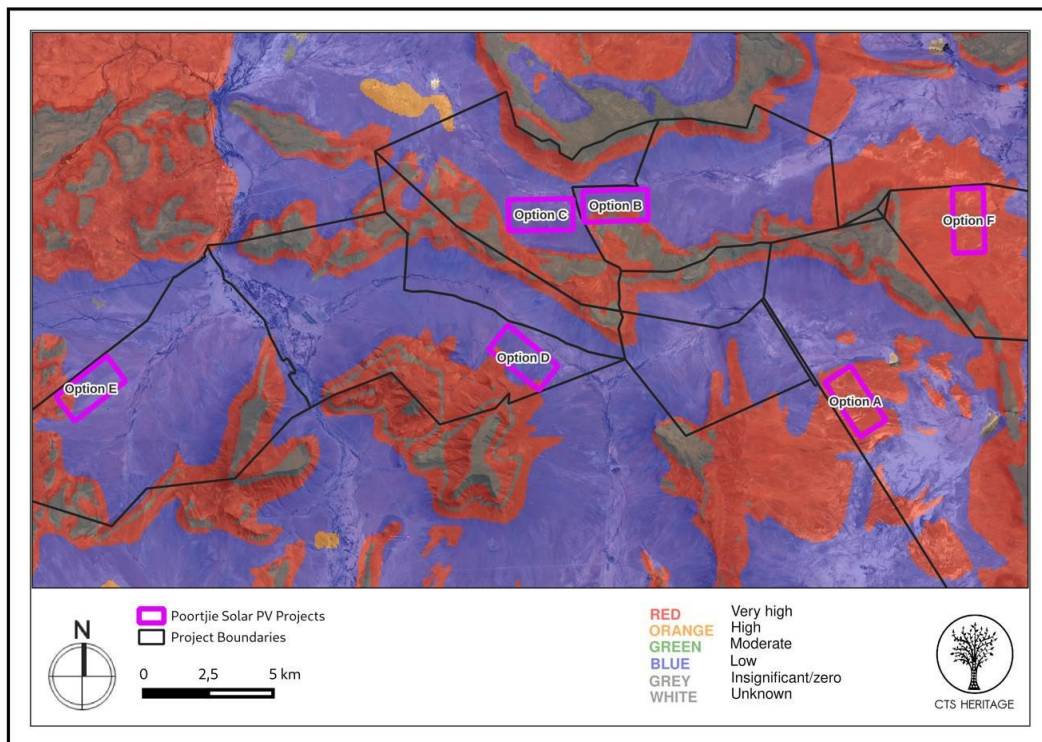 Option C
Option B
Option F
Option D
Option E
Option A
N
Poortjie Solar PV Projects
Project Boundaries
0 2,5 5 km
RED Very high
ORANGE High
GREEN Moderate
BLUE Low
GREY Insignificant/zero
WHITE Unknown
CTS HERITAGE